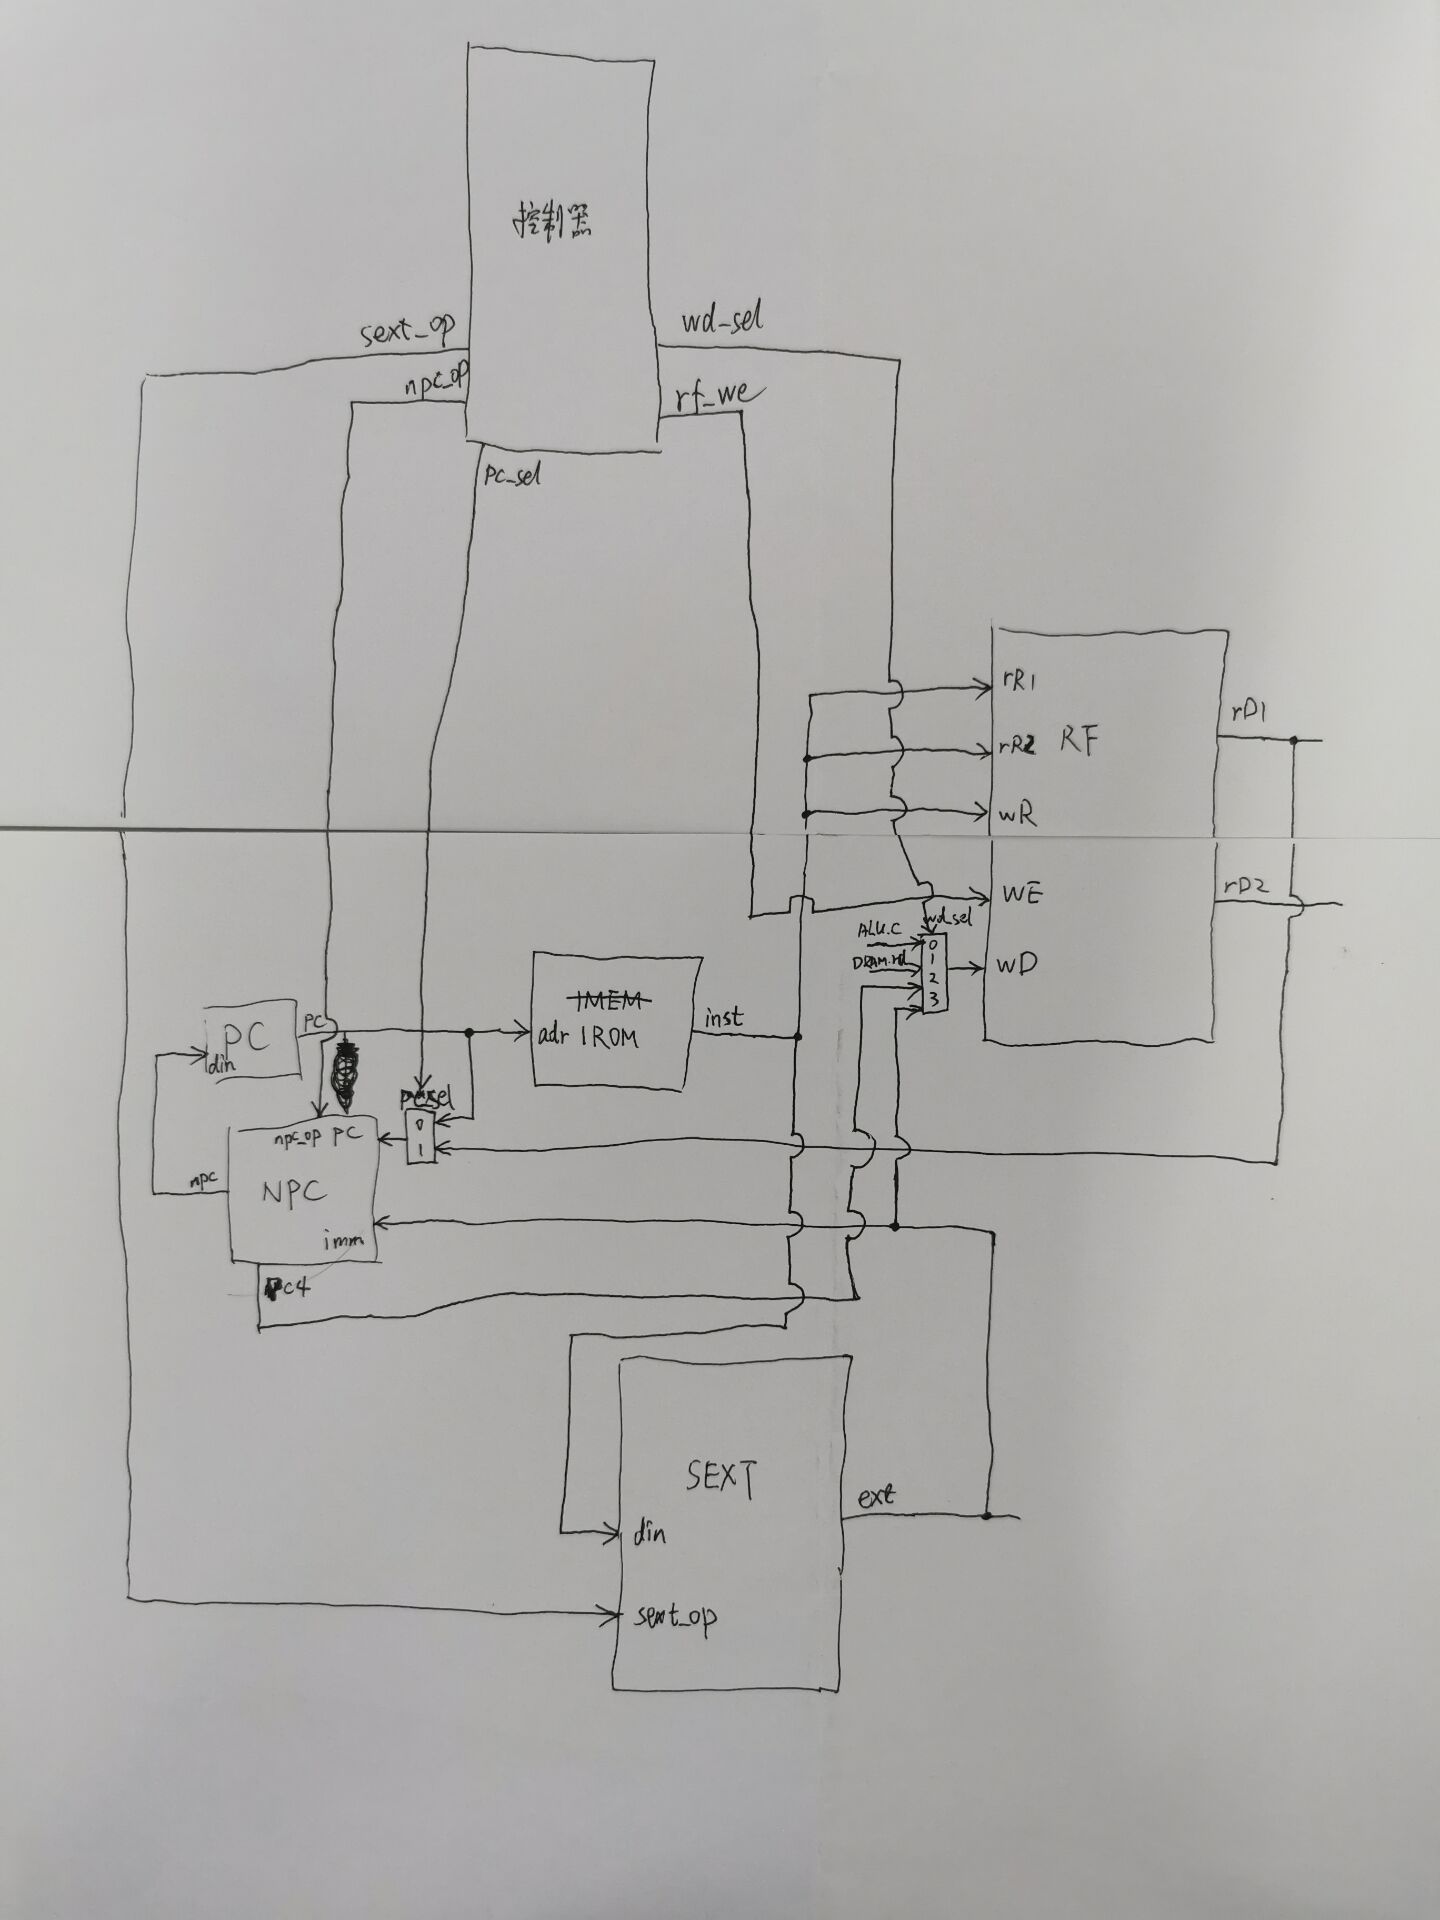 控制器
sext_op
wd_sel
npc_op
rf_we
pc_sel
rR1
rD1
rR2
RF
wR
rD2
WE
wd_sel
ALU.C
DRAM.rd
0
1
2
3
wD
PC
pc
din
IMEM
inst
adr IROM
pc_sel
0
1
npc_op PC
npc
NPC
imm
pc4
SEXT
ext
din
sext_op